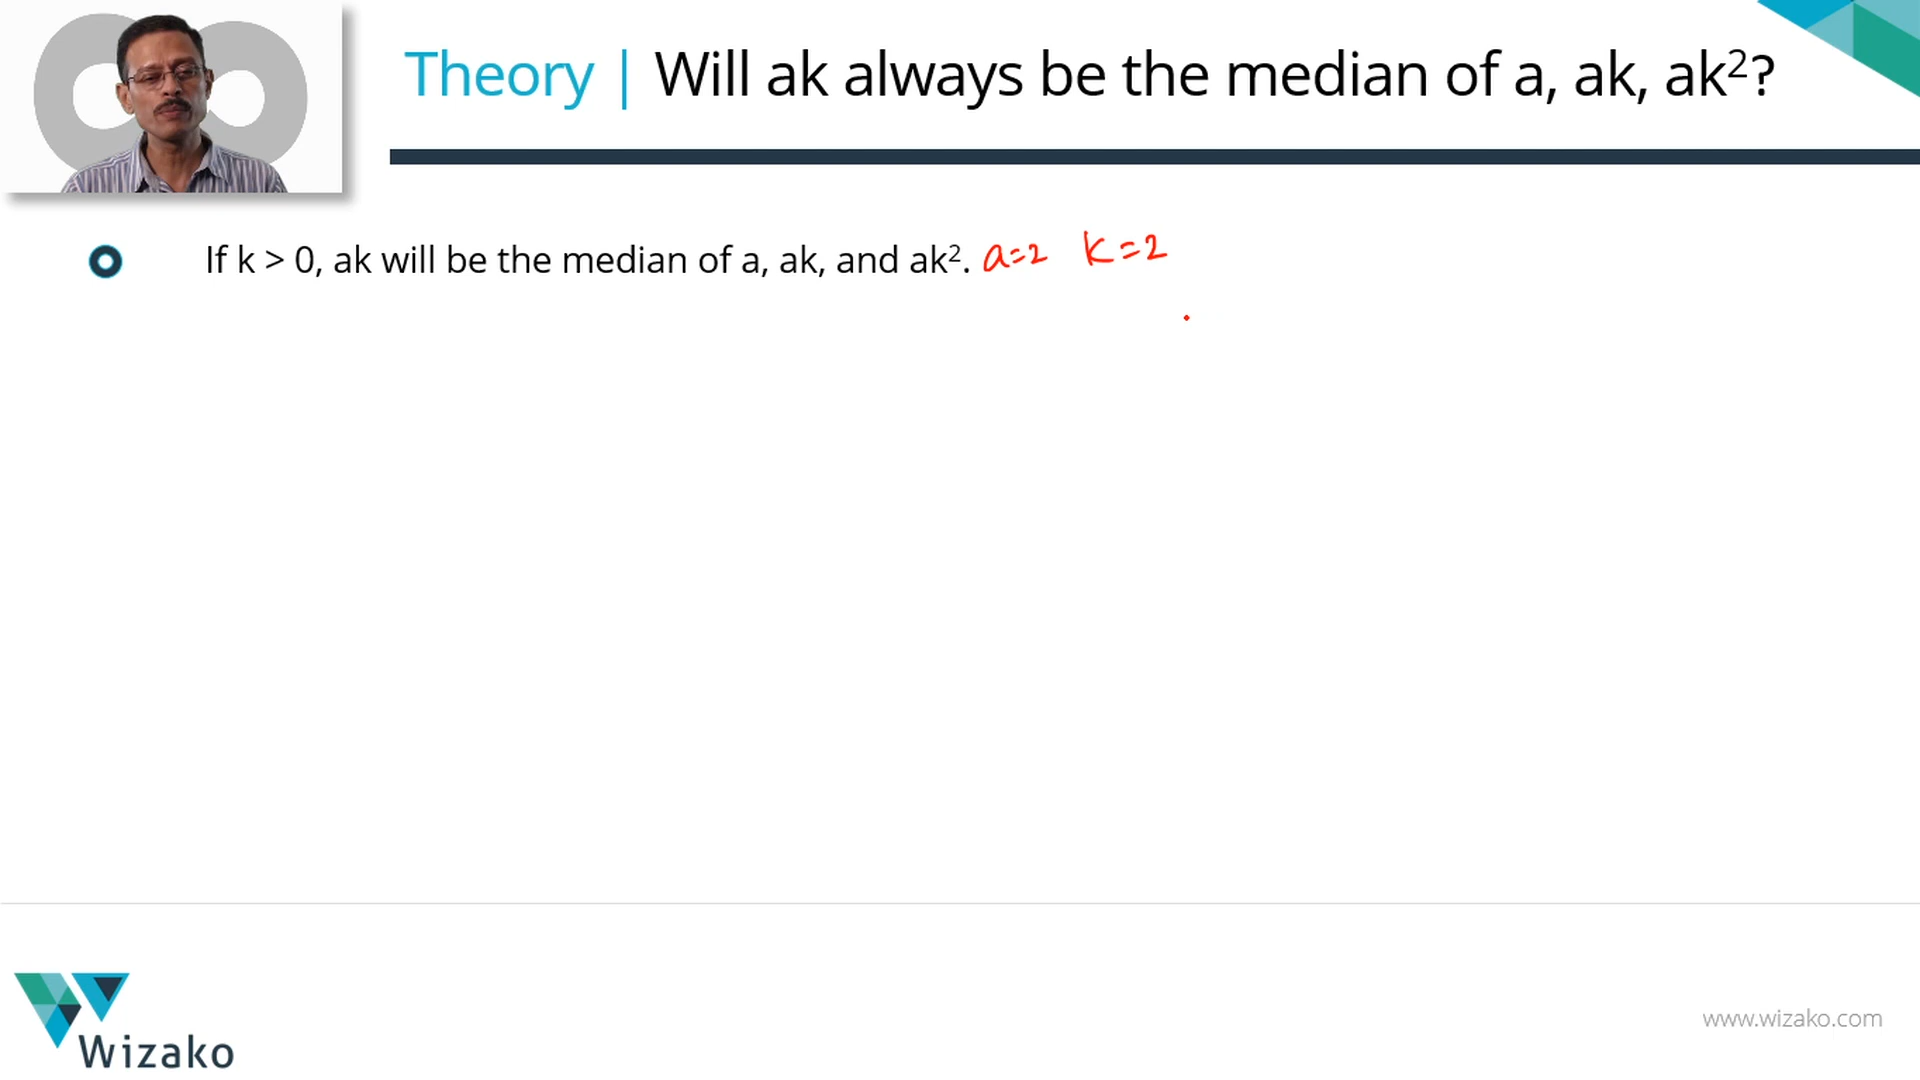 Theory | Will ak always be the median of a, ak, ak²?
If k > 0, ak will be the median of a, ak, and ak². a=2 K=2
Wizako
www.wizako.com